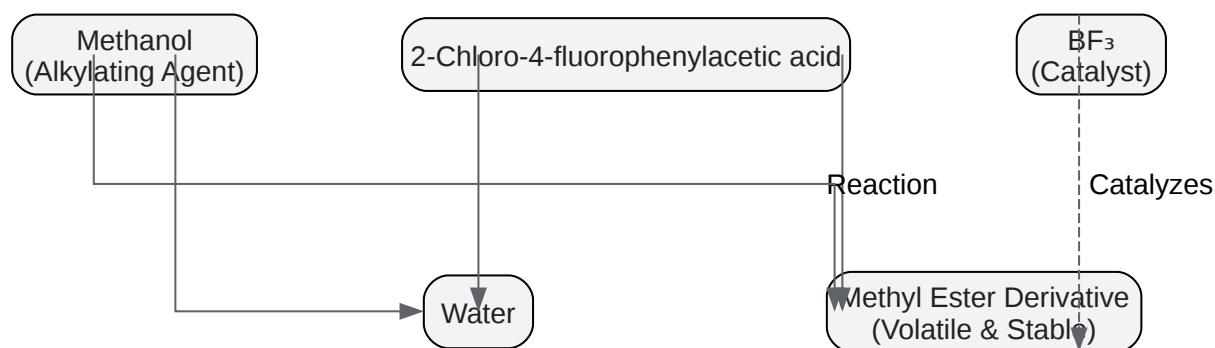 Methanol
(Alkylating Agent)
2-Chloro-4-fluorophenylacetic acid
BF₃
(Catalyst)
Reaction
Catalyzes
Water
Methyl Ester Derivative
(Volatile & Stable)